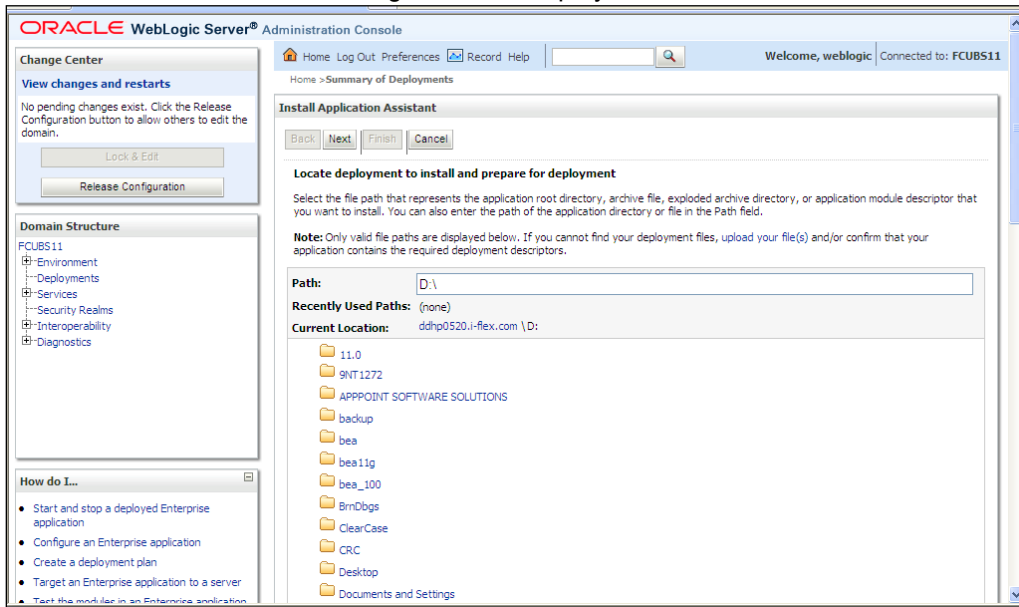 ORACLE WebLogic Server® Administration Console
Change Center
View changes and restarts
No pending changes exist. Click the Release
Configuration button to allow others to edit the
domain.
Lock & Edit
Release Configuration
Domain Structure
FCUBS11
Environment
Deployments
Services
Security Realms
Interoperability
Diagnostics
How do I...
Start and stop a deployed Enterprise
application
Configure an Enterprise application
Create a deployment plan
Target an Enterprise application to a server
Test the modules in an Enterprise application
Home Log Out Preferences Record Help
Welcome, weblogic Connected to: FCUBS11
Home >Summary of Deployments
Install Application Assistant
Back Next Finish Cancel
Locate deployment to install and prepare for deployment
Select the file path that represents the application root directory, archive file, exploded archive directory, or application module descriptor that
you want to install. You can also enter the path of the application directory or file in the Path field.
Note: Only valid file paths are displayed below. If you cannot find your deployment files, upload your file(s) and/or confirm that your
application contains the required deployment descriptors.
Path: D:\
Recently Used Paths: (none)
Current Location: ddhp0520.i-flex.com \D:
11.0
9NT1272
APPPOINT SOFTWARE SOLUTIONS
backup
bea
bea11g
bea_100
BrnDbgs
ClearCase
CRC
Desktop
Documents and Settings